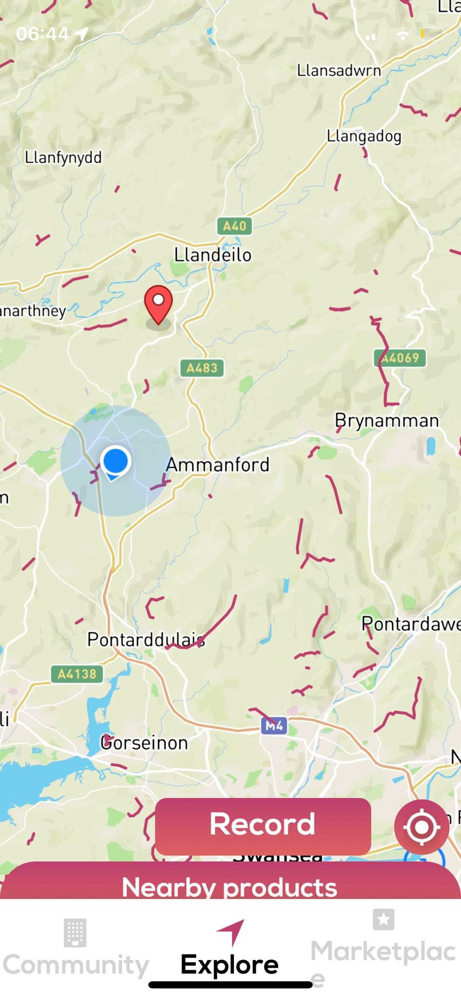 Lla
06:44
Llansadwrn
Llangadog
Llanfynydd
A40
Llandeilo
anarthney
A4069
A483
Brynamman
Ammanford
m
Pontardawe
Pontarddulais
A4138
li
M4
Gorseinon
N
Record
Swansea
Nearby products
Community
Explore
Marketplac
e